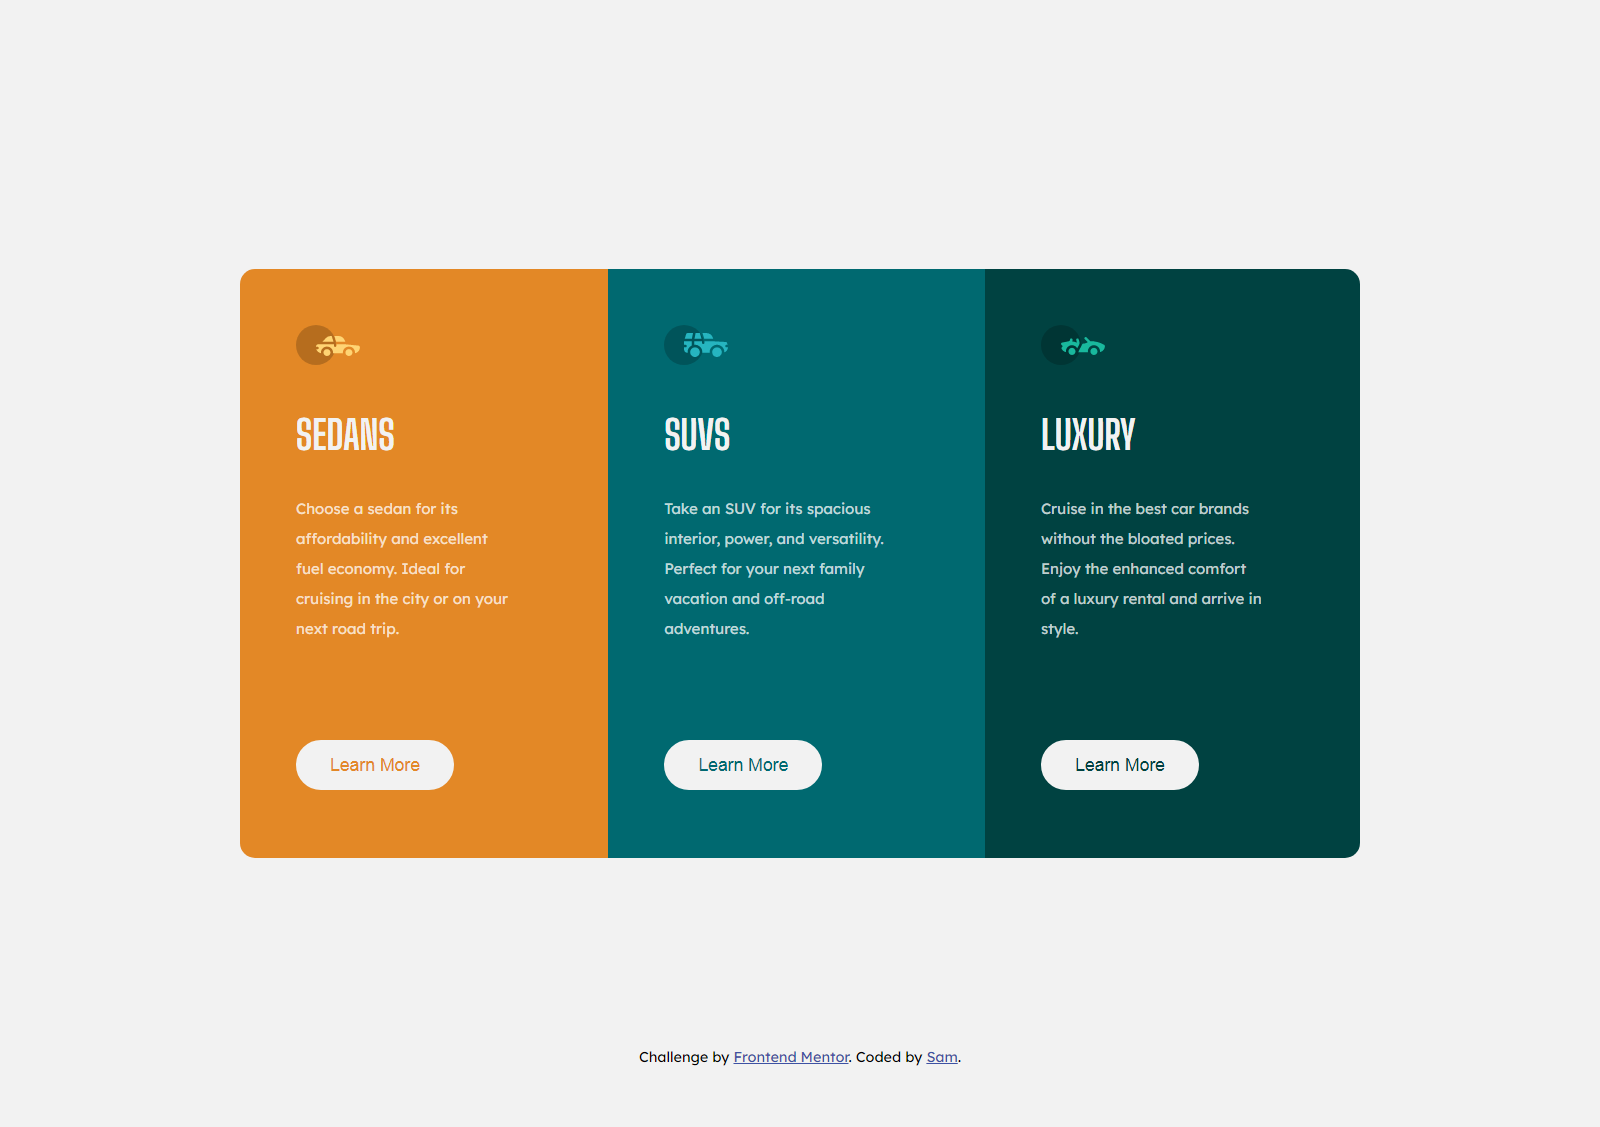 SEDANS
Choose a sedan for its
affordability and excellent
fuel economy. Ideal for
cruising in the city or on your
next road trip.
Learn More
SUVS
Take an SUV for its spacious
interior, power, and versatility.
Perfect for your next family
vacation and off-road
adventures.
Learn More
LUXURY
Cruise in the best car brands
without the bloated prices.
Enjoy the enhanced comfort
of a luxury rental and arrive in
style.
Learn More
Challenge by Frontend Mentor. Coded by Sam.